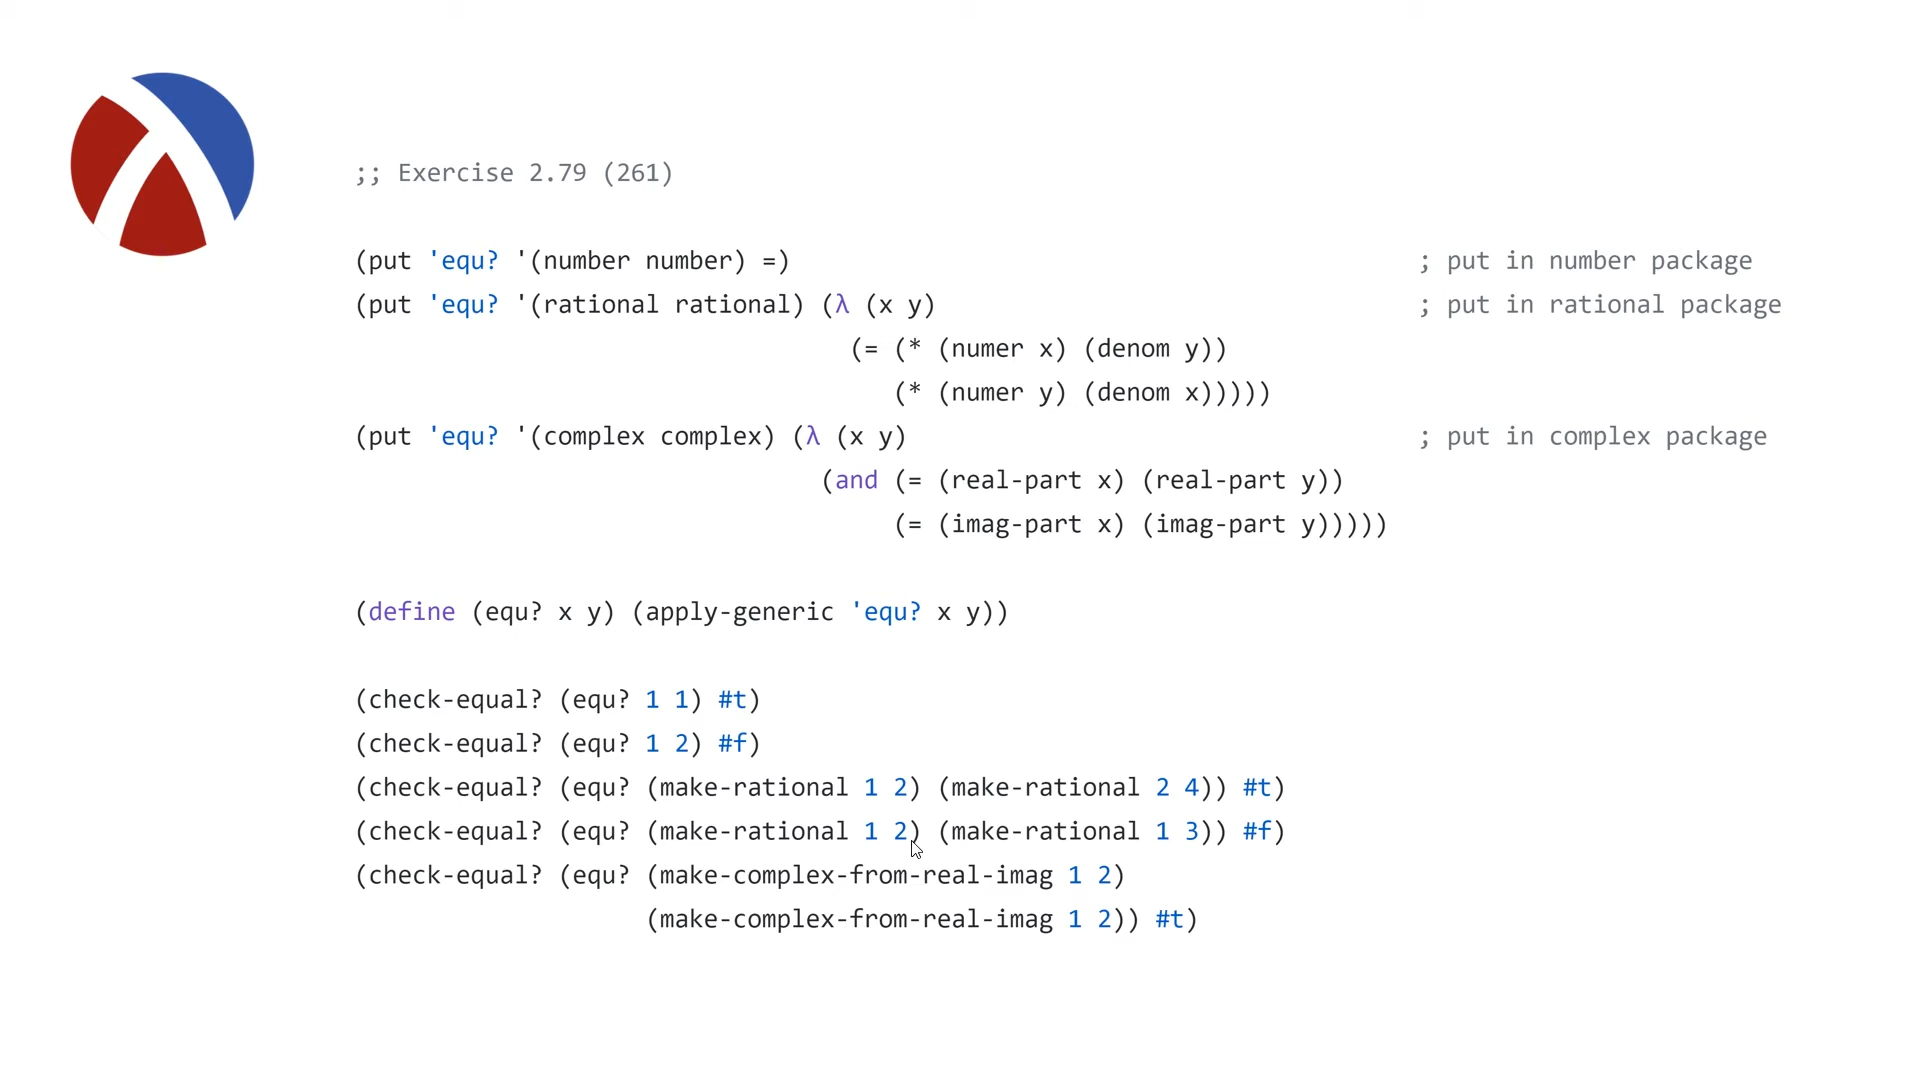 ;; Exercise 2.79 (261)
(put 'equ? '(number number) =) ; put in number package
(put 'equ? '(rational rational) (λ (x y) ; put in rational package
(= (* (numer x) (denom y))
(* (numer y) (denom x)))))
(put 'equ? '(complex complex) (λ (x y) ; put in complex package
(and (= (real-part x) (real-part y))
(= (imag-part x) (imag-part y)))))
(define (equ? x y) (apply-generic 'equ? x y))
(check-equal? (equ? 1 1) #t)
(check-equal? (equ? 1 2) #f)
(check-equal? (equ? (make-rational 1 2) (make-rational 2 4)) #t)
(check-equal? (equ? (make-rational 1 2) (make-rational 1 3)) #f)
(check-equal? (equ? (make-complex-from-real-imag 1 2)
(make-complex-from-real-imag 1 2)) #t)